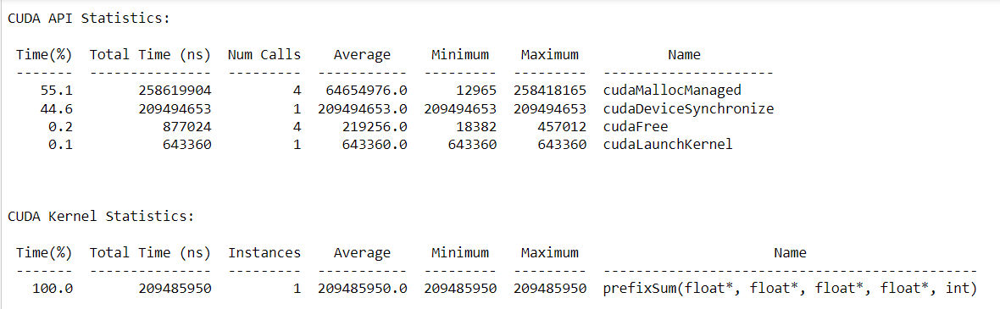 CUDA API Statistics:
Time(%)  Total Time (ns)  Num Calls    Average     Minimum    Maximum           Name
-------  ---------------  ---------  -----------  ---------  ---------  ---------------------
   55.1        258619904          4   64654976.0      12965  258418165  cudaMallocManaged
   44.6        209494653          1  209494653.0  209494653  209494653  cudaDeviceSynchronize
    0.2           877024          4     219256.0      18382     457012  cudaFree
    0.1           643360          1     643360.0     643360     643360  cudaLaunchKernel
CUDA Kernel Statistics:
Time(%)  Total Time (ns)  Instances    Average     Minimum    Maximum                        Name
-------  ---------------  ---------  -----------  ---------  ---------  ----------------------------------------------
  100.0        209485950          1  209485950.0  209485950  209485950  prefixSum(float*, float*, float*, float*, int)